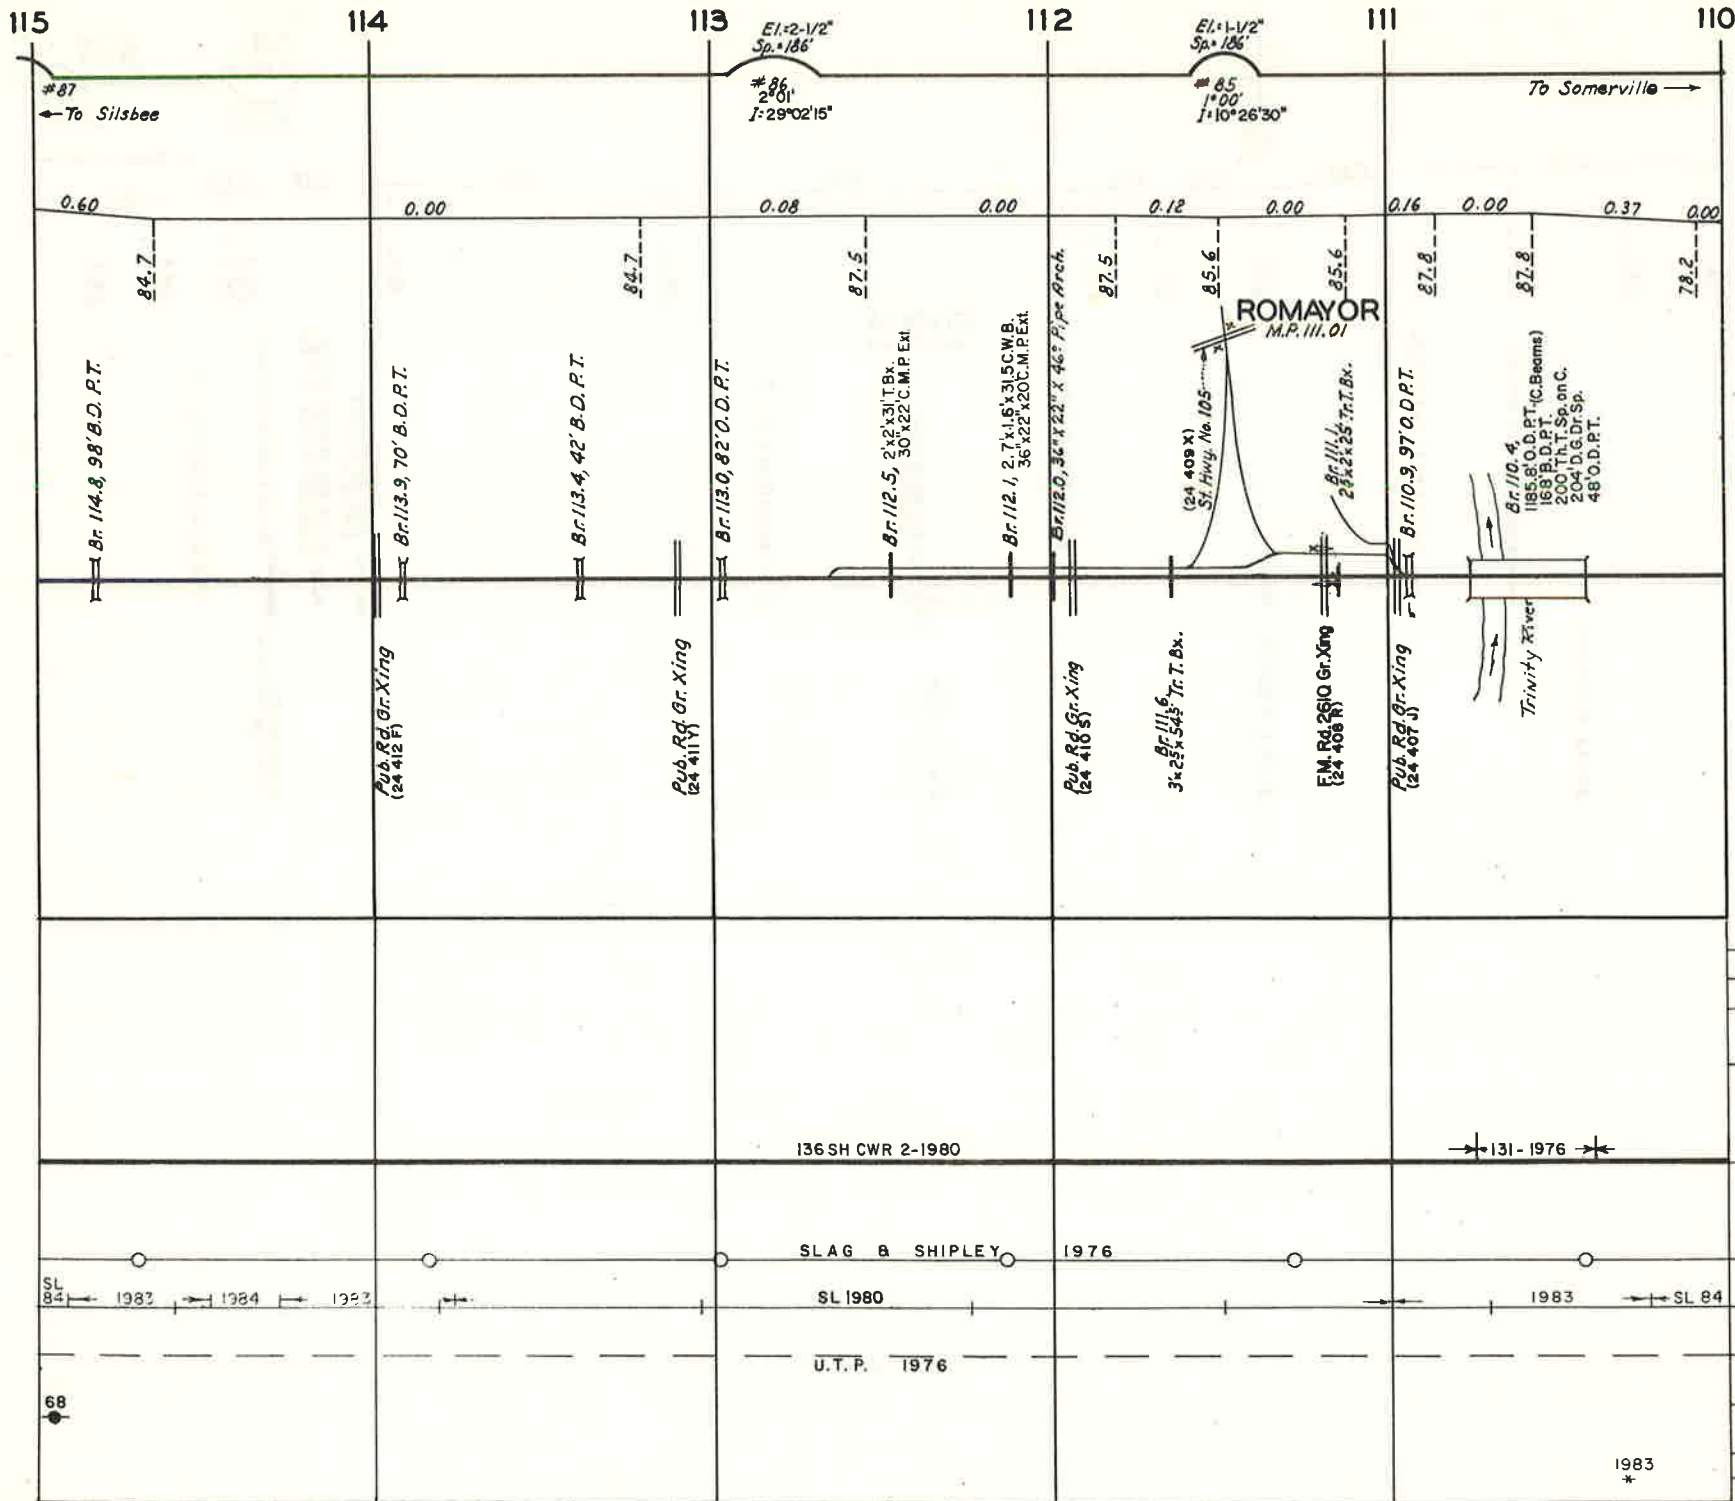 115
114
113
112
111
110
El.=2-1/2"
Sp.=186'
El.=1-1/2"
Sp.=186'
#87
← To Silsbee
#86
2°01'
I=29°02'15"
#85
1°00'
I=10°26'30"
To Somerville →
0.60
0.00
0.08
0.00
0.12
0.00
0.16
0.00
0.37
0.00
84.7
84.7
87.5
87.5
85.6
85.6
87.8
87.8
78.2
ROMAYOR
M.P. 111.01
Br. 114.8, 98' B.D.P.T.
Br. 113.9, 70' B.D.P.T.
Br. 113.4, 42' B.D.P.T.
Br. 113.0, 82' O.D.P.T.
Br. 112.5, 2'x2'x31' T. Bx.
30"x22' C.M.P. Ext.
Br. 112.1, 2, 7'x1.6'x31.5 C.W.B.
36"x22"x20' C.M.P. Ext.
Br. 112.0, 36" x 22" x 46' Pipe Arch.
(24 409 X)
St. Hwy. No. 105
Br. 111.1,
Tr. T. Bx.
Br. 110.9, 97' O.D.P.T.
Br. 110.4,
1185.8' O.D.P.T. (C. Beams)
168' B.D.P.T.
200' Th. T. Sp. on C.
204' D.G. Dr. Sp.
48' O.D.P.T.
Pub. Rd. Gr. Xing
(24 412 F)
Pub. Rd. Gr. Xing
(24 411 Y)
Pub. Rd. Gr. Xing
(24 410 S)
Br. 111.6,
Tr. T. Bx.
F.M. Rd. 2610 Gr. Xing
(24 408 R)
Pub. Rd. Gr. Xing
(24 407 J)
Trinity River
136 SH CWR 2-1980
131-1976
SLAG & SHIPLEY 1976
SL
84
1983
1984
1983
SL 1980
1983
SL 84
U.T.P. 1976
68
1983
*